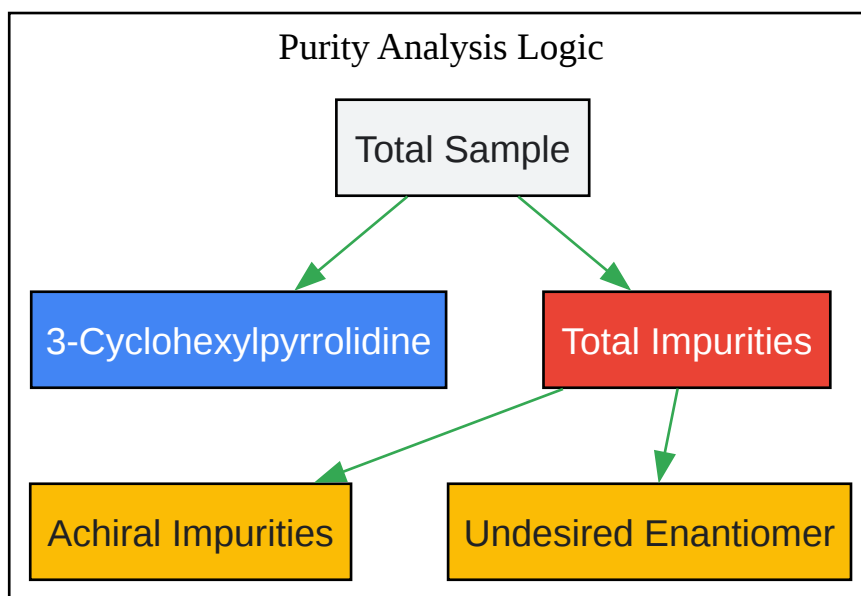 Purity Analysis Logic
Total Sample
3-Cyclohexylpyrrolidine
Total Impurities
Achiral Impurities
Undesired Enantiomer